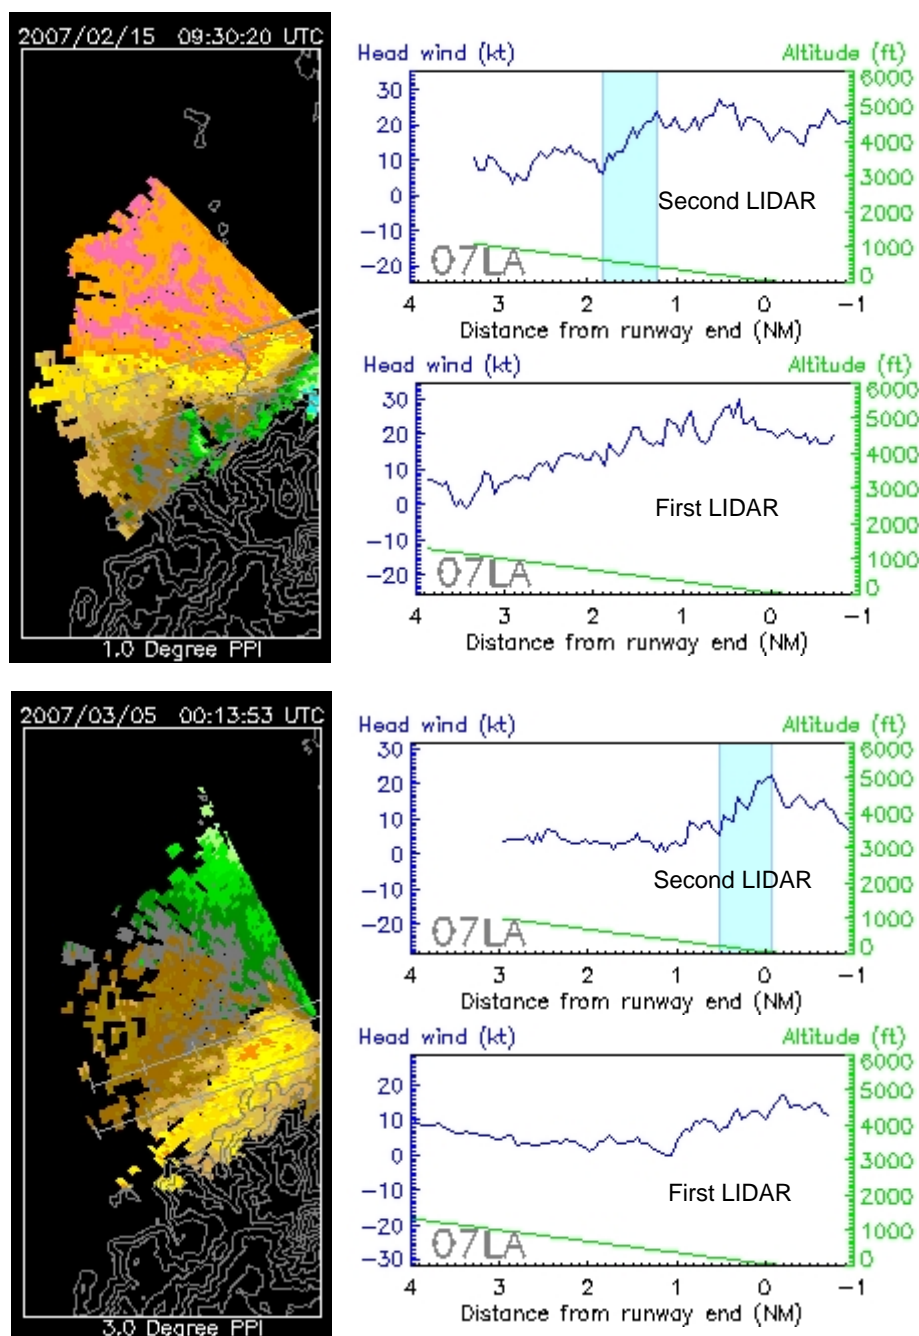 2007/02/15 09:30:20 UTC
1.0 Degree PPI
Head wind (kt) Altitude (ft)
30 20 10 0 -10 -20
6000 5000 4000 3000 2000 1000 0
Second LIDAR
07LA
4 3 2 1 0 -1
Distance from runway end (NM)
Head wind (kt) Altitude (ft)
30 20 10 0 -10 -20
6000 5000 4000 3000 2000 1000 0
First LIDAR
07LA
4 3 2 1 0 -1
Distance from runway end (NM)
2007/03/05 00:13:53 UTC
3.0 Degree PPI
Head wind (kt) Altitude (ft)
30 20 10 0 -10 -20
6000 5000 4000 3000 2000 1000 0
Second LIDAR
07LA
4 3 2 1 0 -1
Distance from runway end (NM)
Head wind (kt) Altitude (ft)
20 10 0 -10 -20 -30
6000 5000 4000 3000 2000 1000 0
First LIDAR
07LA
4 3 2 1 0 -1
Distance from runway end (NM)